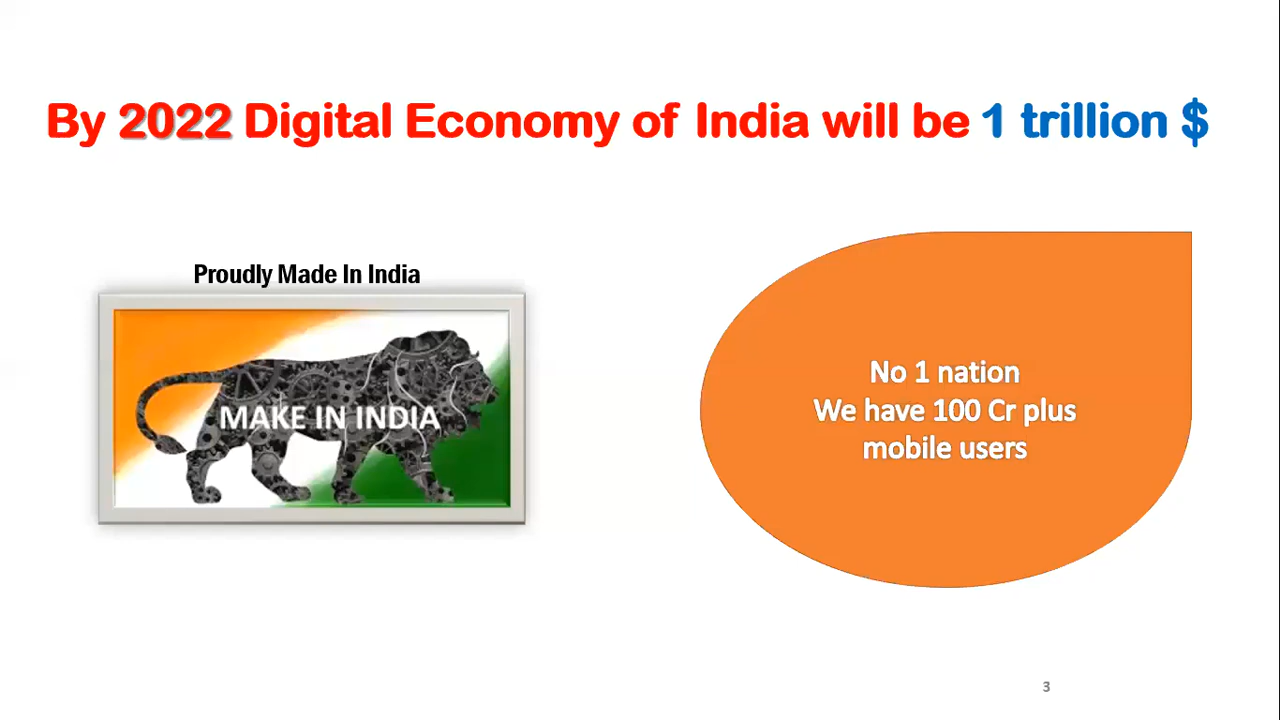 By 2022 Digital Economy of India will be 1 trillion $
Proudly Made In India
MAKE IN INDIA
No 1 nation
We have 100 Cr plus
mobile users
3